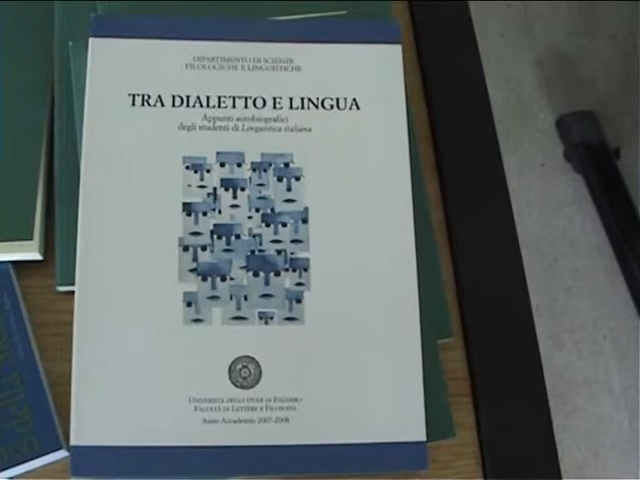 DIPARTIMENTO DI SCIENZE
FILOLOGICHE E LINGUISTICHE
TRA DIALETTO E LINGUA
Appunti autobiografici
degli studenti di Linguistica italiana
UNIVERSITÀ DEGLI STUDI DI PALERMO
FACOLTÀ DI LETTERE E FILOSOFIA
Anno Accademico 2007-2008
della